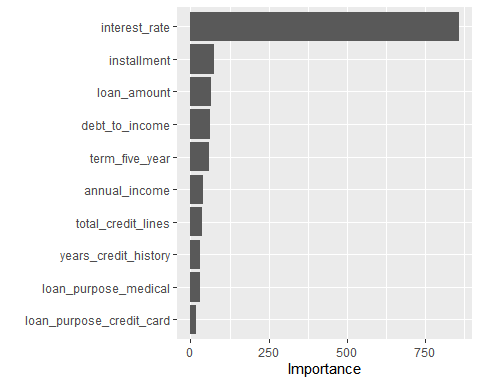 interest_rate
installment
loan_amount
debt_to_income
term_five_year
annual_income
total_credit_lines
years_credit_history
loan_purpose_medical
loan_purpose_credit_card
0 250 500 750
Importance